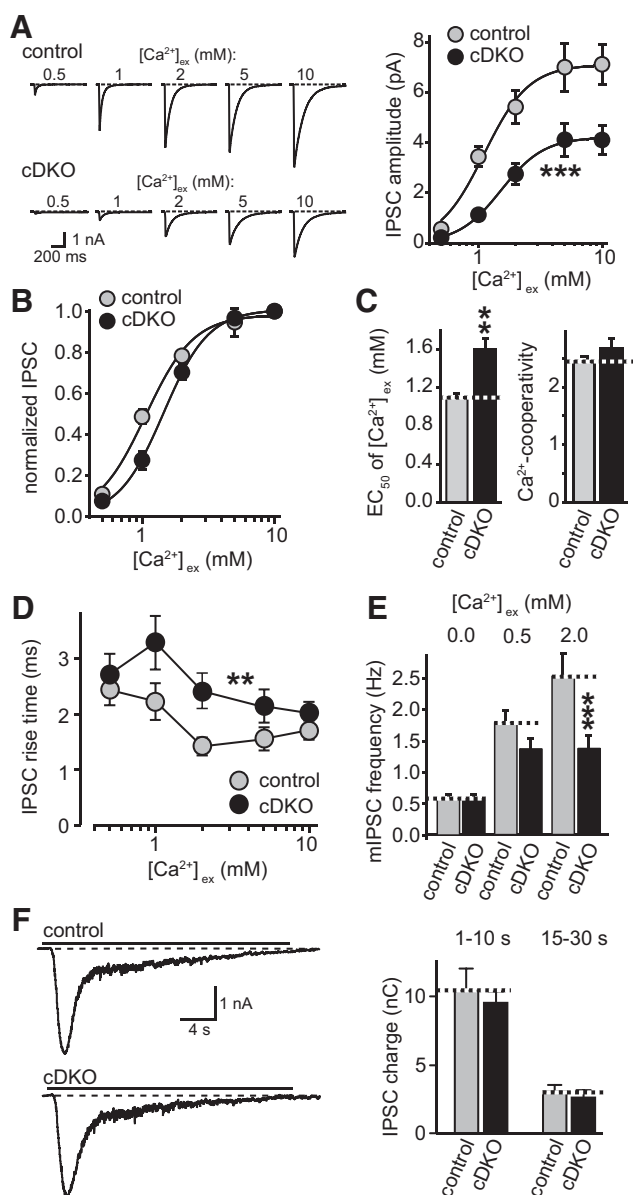 A
control
[Ca²⁺]ex (mM):
0.5 1 2 5 10
cDKO
[Ca²⁺]ex (mM):
0.5 1 2 5 10
1 nA
200 ms
control
cDKO
IPSC amplitude (pA)
8
6
4
2
0
***
1 10
[Ca²⁺]ex (mM)
B
control
cDKO
normalized IPSC
1.0
0.8
0.6
0.4
0.2
0.0
1 10
[Ca²⁺]ex (mM)
C
EC50 of [Ca²⁺]ex (mM)
1.6
1.2
0.8
0.4
0.0
**
control
cDKO
Ca²⁺-cooperativity
2
1
0
control
cDKO
D
IPSC rise time (ms)
3
2
1
0
**
control
cDKO
1 10
[Ca²⁺]ex (mM)
E
[Ca²⁺]ex (mM)
0.0 0.5 2.0
mIPSC frequency (Hz)
2.5
2.0
1.5
1.0
0.5
0.0
***
control
cDKO
control
cDKO
control
cDKO
F
control
1 nA
4 s
cDKO
1-10 s 15-30 s
IPSC charge (nC)
10
5
0
control
cDKO
control
cDKO